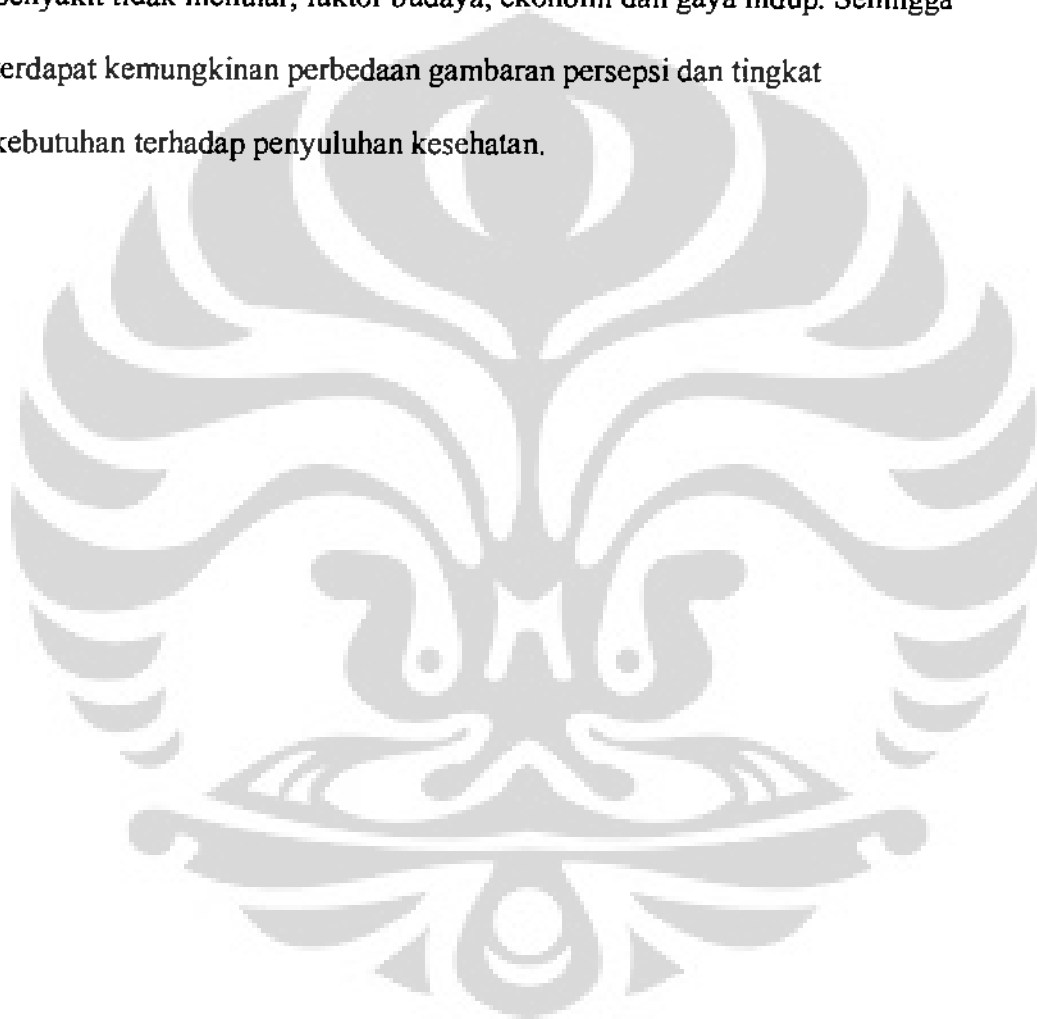 penyakit tidak menular, faktor budaya, ekonomi dan gaya hidup. Sehingga
terdapat kemungkinan perbedaan gambaran persepsi dan tingkat
kebutuhan terhadap penyuluhan kesehatan.